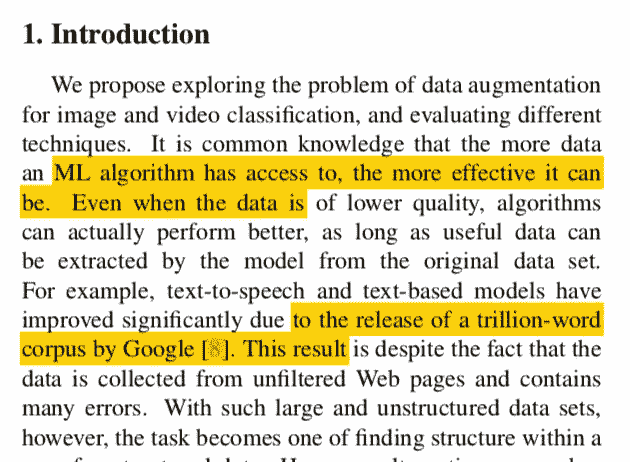 1. Introduction
We propose exploring the problem of data augmentation
for image and video classification, and evaluating different
techniques. It is common knowledge that the more data
an ML algorithm has access to, the more effective it can
be. Even when the data is of lower quality, algorithms
can actually perform better, as long as useful data can
be extracted by the model from the original data set.
For example, text-to-speech and text-based models have
improved significantly due to the release of a trillion-word
corpus by Google [8]. This result is despite the fact that the
data is collected from unfiltered Web pages and contains
many errors. With such large and unstructured data sets,
however, the task becomes one of finding structure within a